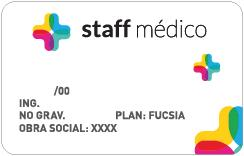 staff médico
/00
ING.
NO GRAV. PLAN: FUCSIA
OBRA SOCIAL: XXXX